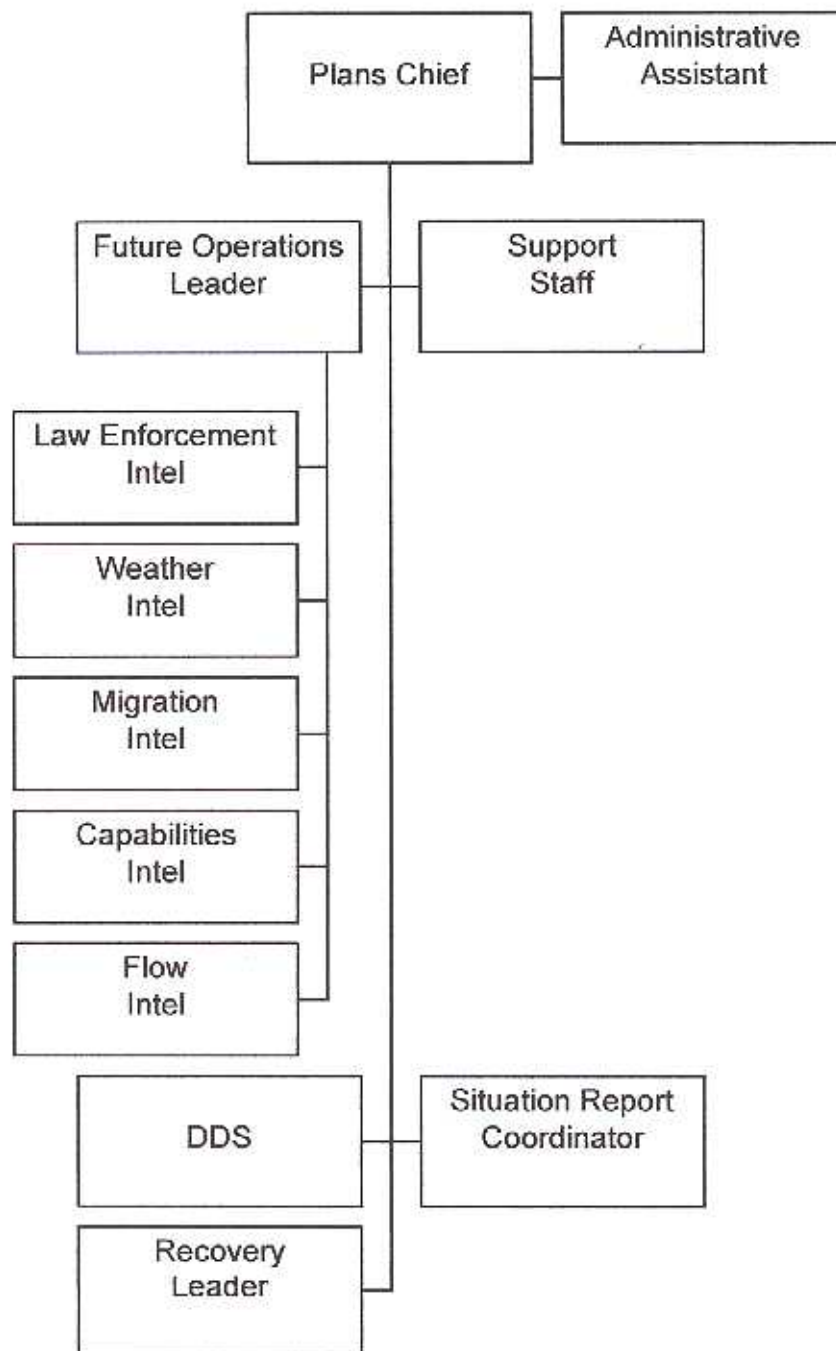 Plans Chief
Administrative
Assistant
Future Operations
Leader
Support
Staff
Law Enforcement
Intel
Weather
Intel
Migration
Intel
Capabilities
Intel
Flow
Intel
DDS
Situation Report
Coordinator
Recovery
Leader